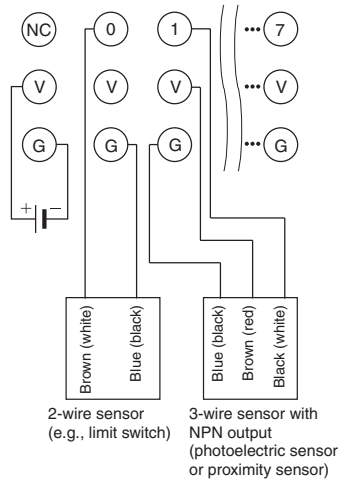 NC 0 1 ••• 7
V V V ••• V
G G G ••• G
+ −
Brown (white)
Blue (black)
Blue (black)
Brown (red)
Black (white)
2-wire sensor
(e.g., limit switch)
3-wire sensor with
NPN output
(photoelectric sensor
or proximity sensor)